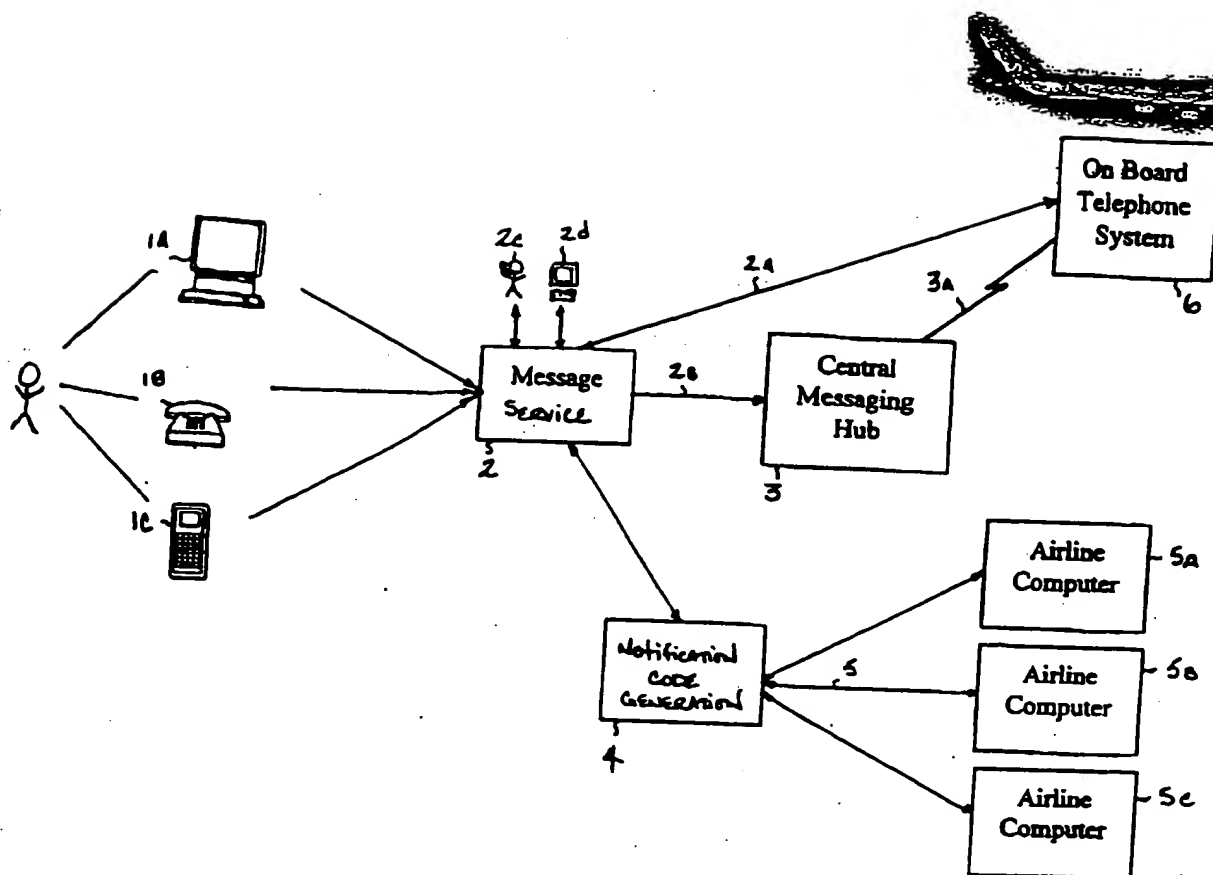 On Board
Telephone
System
6
1A
2c
2d
2A
3A
1B
Message
Service
2
2B
Central
Messaging
Hub
3
1C
Notification
Code
Generation
4
5
Airline
Computer
5A
Airline
Computer
5B
Airline
Computer
5C